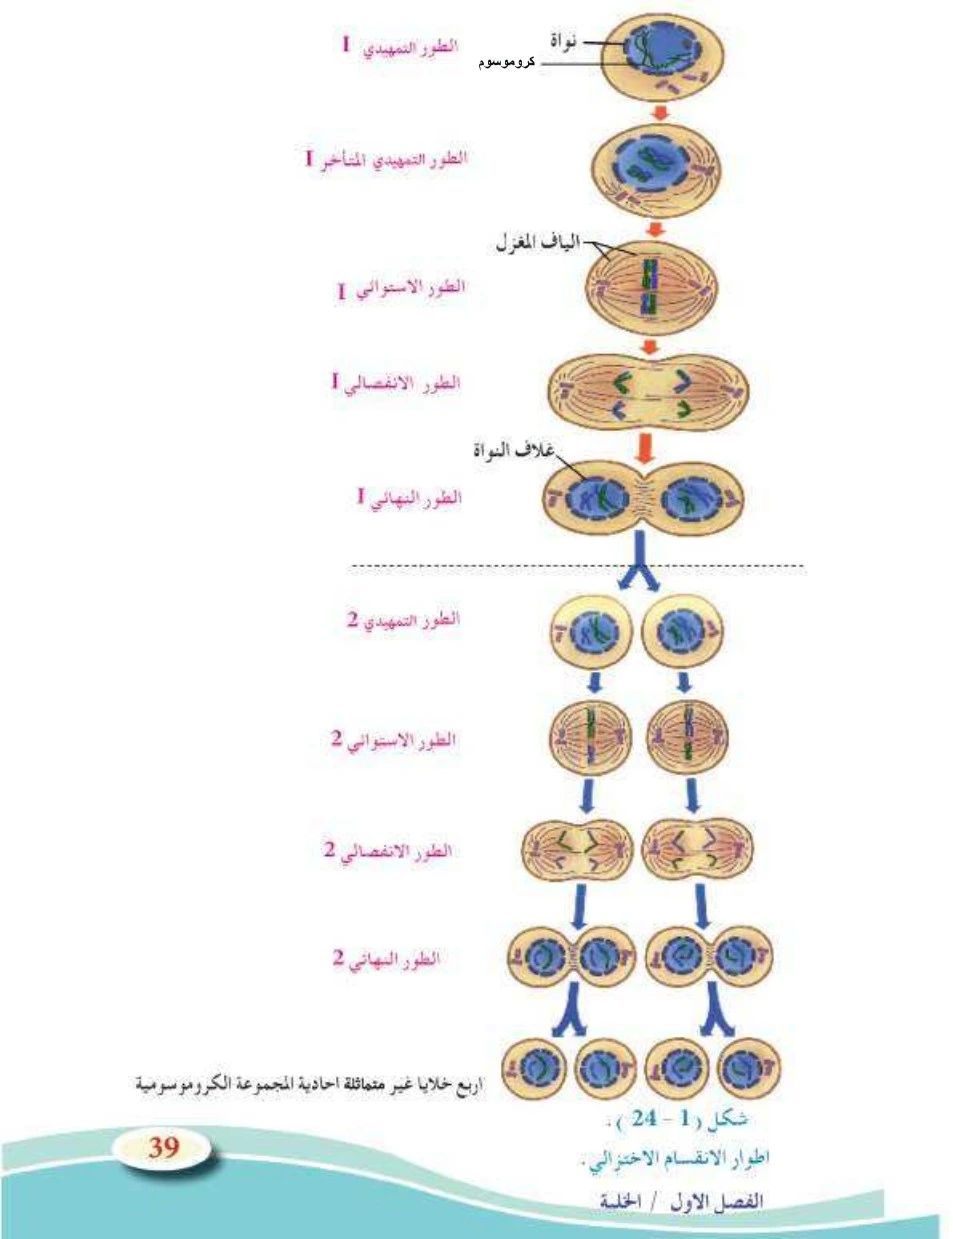 نواة
الطور التمهيدي I
كروموسوم
الطور التمهيدي المتأخر I
الياف المغزل
الطور الاستوائي I
الطور الانفصالي I
غلاف النواة
الطور النهائي I
الطور التمهيدي 2
الطور الاستوائي 2
الطور الانفصالي 2
الطور النهائي 2
اربع خلايا غير متماثلة احادية المجموعة الكروموسومية
شكل (1 - 24).
اطوار الانقسام الاختزالي.
39
الفصل الاول / الخلية